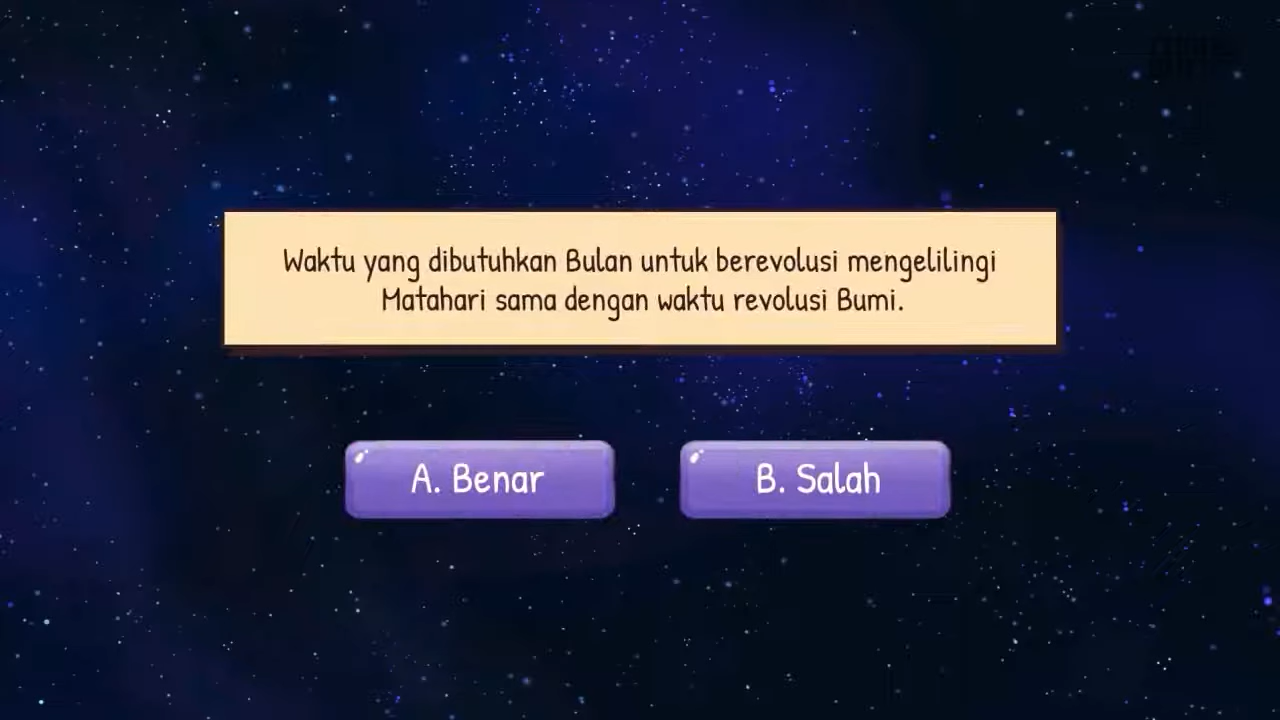 Waktu yang dibutuhkan Bulan untuk berevolusi mengelilingi
Matahari sama dengan waktu revolusi Bumi.
A. Benar
B. Salah